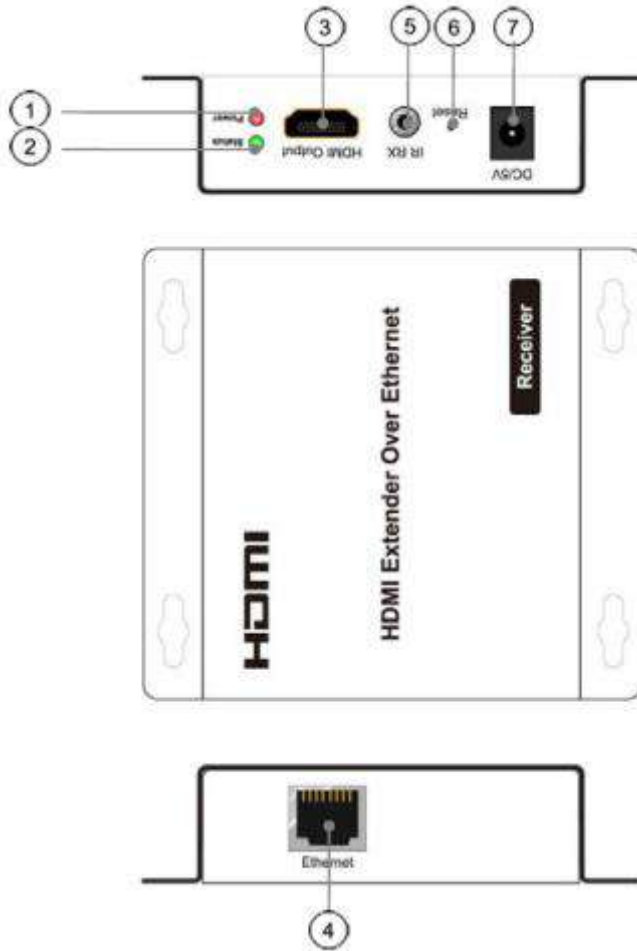 3
5
6
7
1
2
Power
Status
HDMI Output
IR RX
Reset
DC/5V
Receiver
HDMI Extender Over Ethernet
HDMI
Ethernet
4